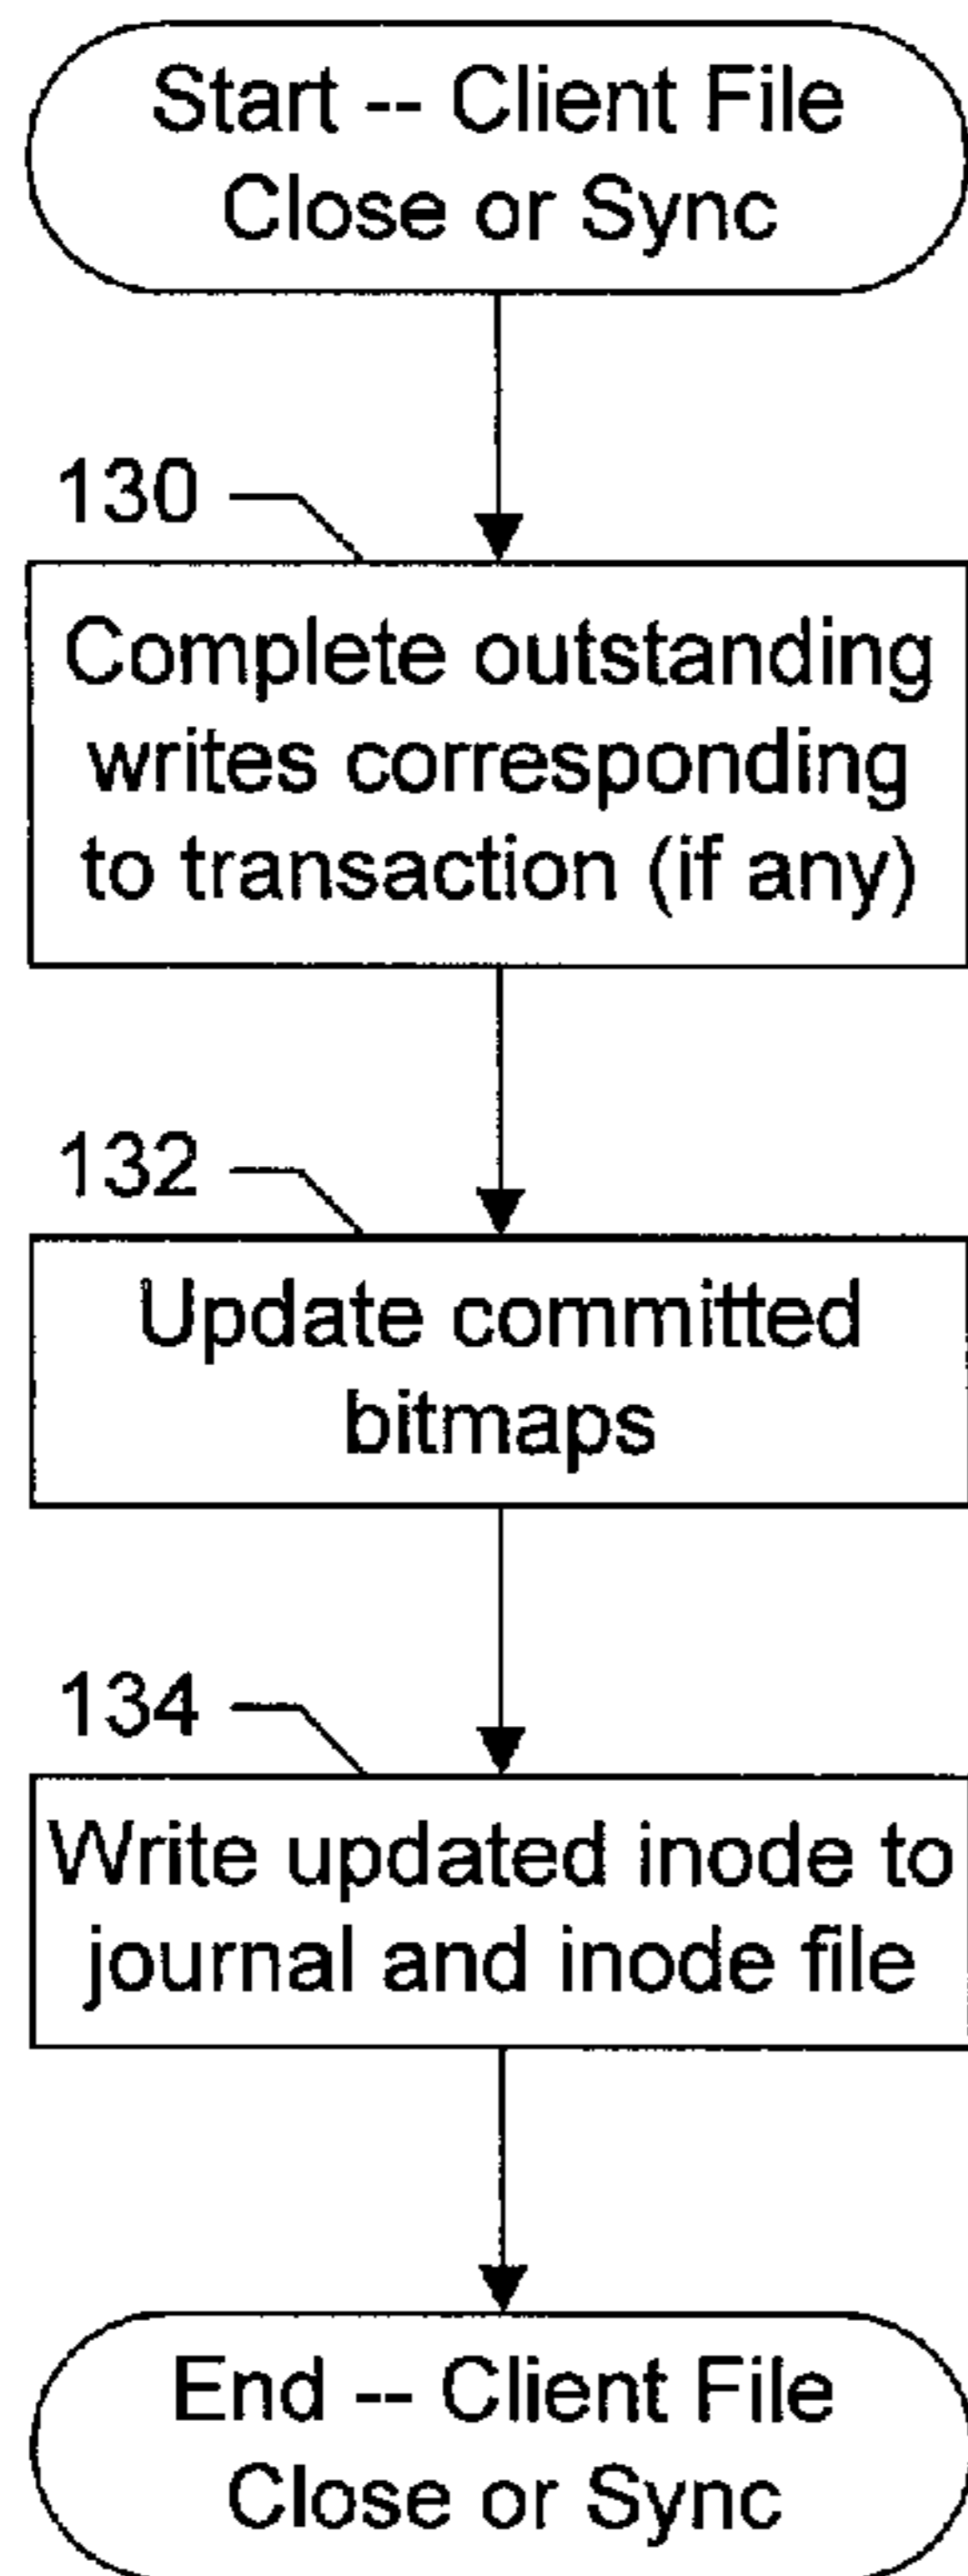 Start -- Client File
Close or Sync
130
Complete outstanding
writes corresponding
to transaction (if any)
132
Update committed
bitmaps
134
Write updated inode to
journal and inode file
End -- Client File
Close or Sync